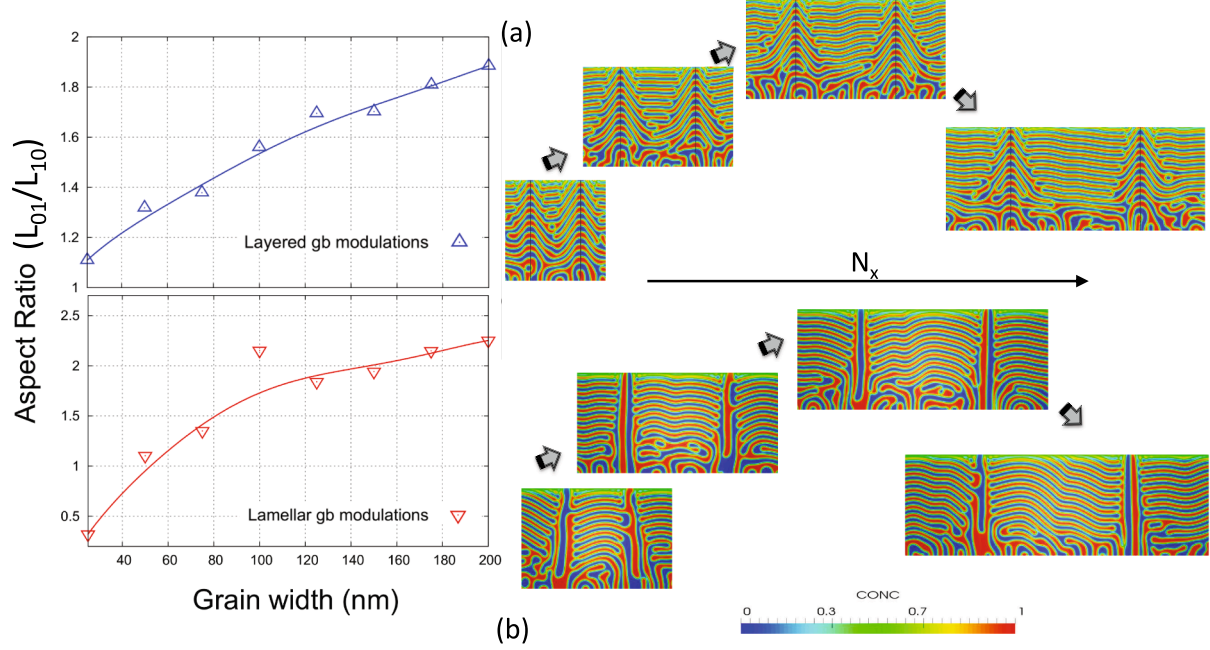 (a)
2
1.8
1.6
1.4
1.2
1
Layered gb modulations
Aspect Ratio (L01/L10)
2.5
2
1.5
1
0.5
Lamellar gb modulations
40 60 80 100 120 140 160 180 200
Grain width (nm)
Nx
(b)
CONC
0 0.3 0.7 1